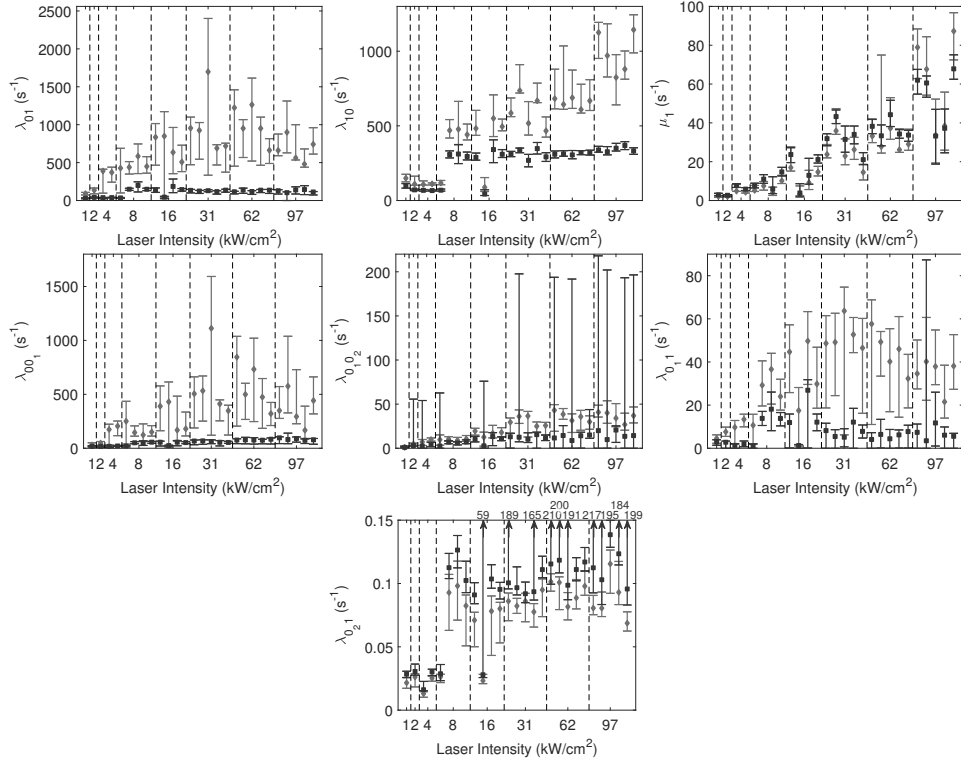 2500
2000
1500
1000
500
0
λ01 (s-1)
12 4 8 16 31 62 97
Laser Intensity (kW/cm2)
1000
500
0
λ10 (s-1)
12 4 8 16 31 62 97
Laser Intensity (kW/cm2)
100
80
60
40
20
0
μ1 (s-1)
12 4 8 16 31 62 97
Laser Intensity (kW/cm2)
1500
1000
500
0
λ001 (s-1)
12 4 8 16 31 62 97
Laser Intensity (kW/cm2)
200
150
100
50
0
λ0102 (s-1)
12 4 8 16 31 62 97
Laser Intensity (kW/cm2)
80
60
40
20
0
λ011 (s-1)
12 4 8 16 31 62 97
Laser Intensity (kW/cm2)
200 184
59 189 165 210 191 217 195 199
0.15
0.1
0.05
0
λ021 (s-1)
12 4 8 16 31 62 97
Laser Intensity (kW/cm2)